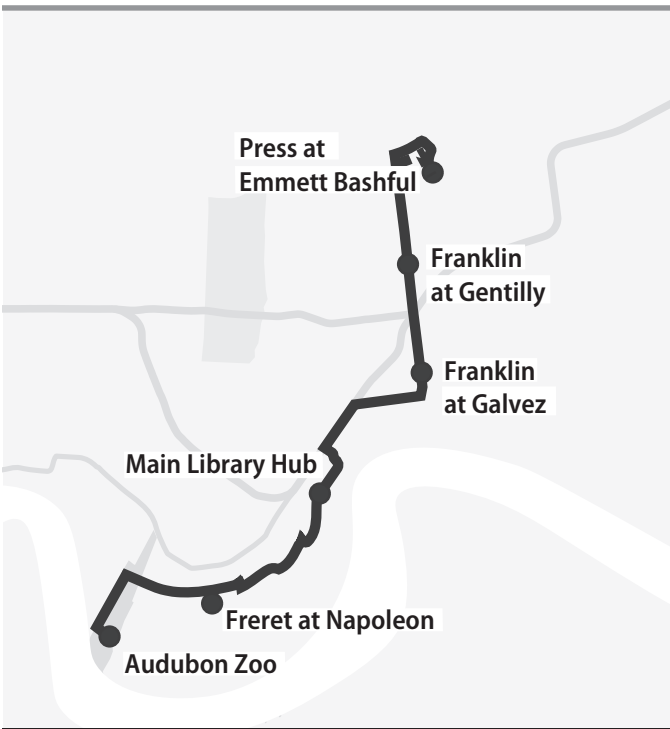 Press at
Emmett Bashful
Franklin
at Gentilly
Franklin
at Galvez
Main Library Hub
Freret at Napoleon
Audubon Zoo